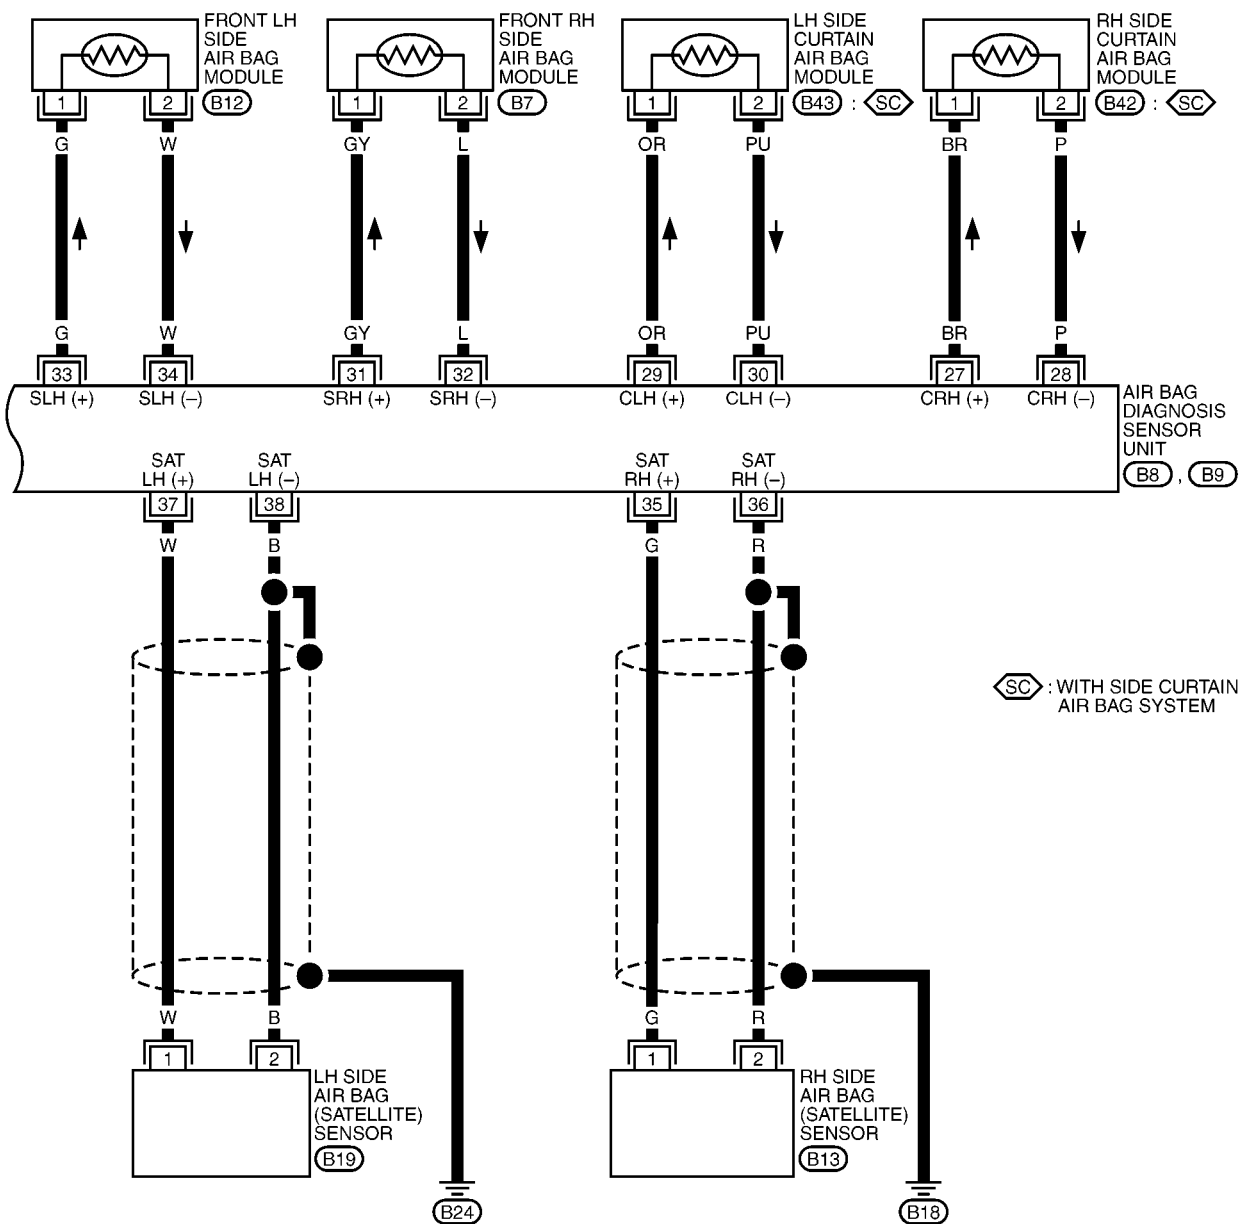 FRONT LH
SIDE
AIR BAG
MODULE
B12
1
2
FRONT RH
SIDE
AIR BAG
MODULE
B7
1
2
LH SIDE
CURTAIN
AIR BAG
MODULE
B43 : SC
1
2
RH SIDE
CURTAIN
AIR BAG
MODULE
B42 : SC
1
2
G W GY L OR PU BR P
G W GY L OR PU BR P
33 34 31 32 29 30 27 28
SLH (+) SLH (–) SRH (+) SRH (–) CLH (+) CLH (–) CRH (+) CRH (–)
AIR BAG
DIAGNOSIS
SENSOR
UNIT
B8 , B9
SAT
LH (+)
SAT
LH (–)
SAT
RH (+)
SAT
RH (–)
37 38 35 36
W B G R
SC : WITH SIDE CURTAIN
AIR BAG SYSTEM
W B G R
1 2 1 2
LH SIDE
AIR BAG
(SATELLITE)
SENSOR
B19
RH SIDE
AIR BAG
(SATELLITE)
SENSOR
B13
B24
B18